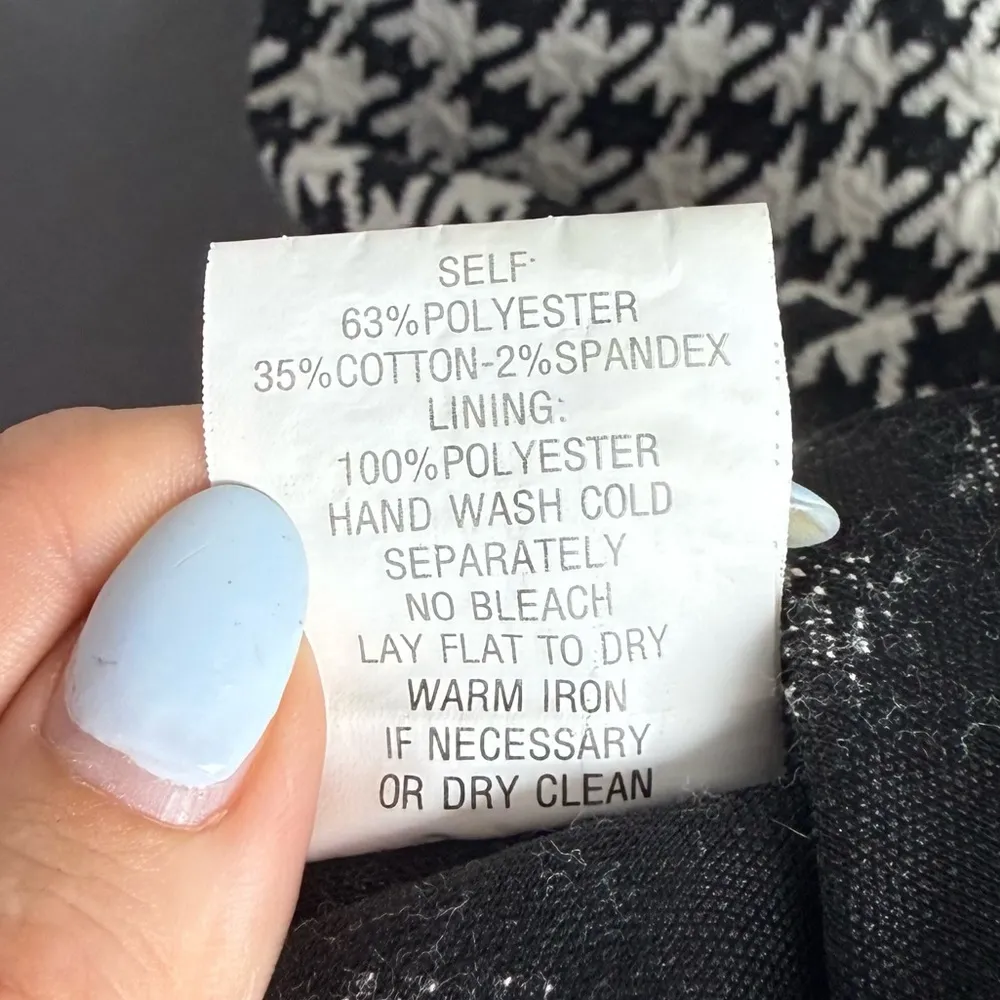 SELF:
63%POLYESTER
35%COTTON-2%SPANDEX
LINING:
100%POLYESTER
HAND WASH COLD
SEPARATELY
NO BLEACH
LAY FLAT TO DRY
WARM IRON
IF NECESSARY
OR DRY CLEAN